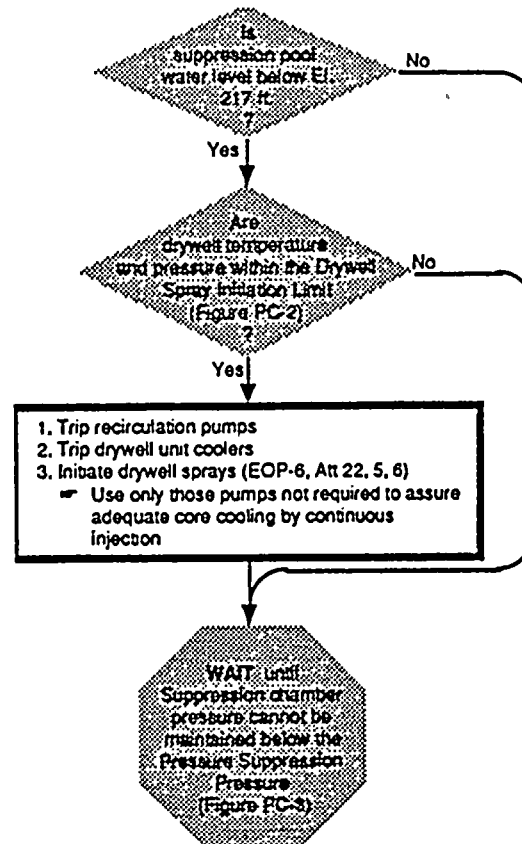 Is
suppression pool
water level below El.
217 ft.
?
No
Yes
Are
drywell temperature
and pressure within the Drywell
Spray Initiation Limit
(Figure PC-2)
?
No
Yes
1. Trip recirculation pumps
2. Trip drywell unit coolers
3. Initiate drywell sprays (EOP-6, Att 22, 5, 6)
☛ Use only those pumps not required to assure
adequate core cooling by continuous
injection
WAIT until
Suppression chamber
pressure cannot be
maintained below the
Pressure Suppression
Pressure
(Figure PC-3)